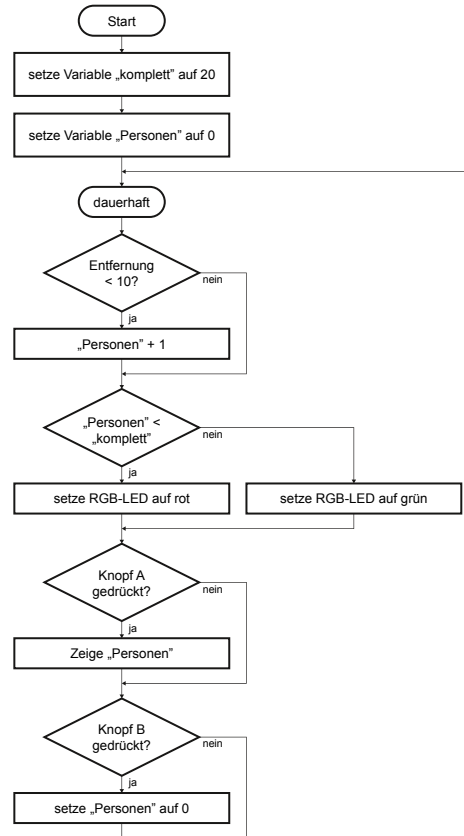 Start
setze Variable „komplett” auf 20
setze Variable „Personen” auf 0
dauerhaft
Entfernung
< 10?
nein
ja
„Personen” + 1
„Personen” <
„komplett”
nein
ja
setze RGB-LED auf rot
setze RGB-LED auf grün
Knopf A
gedrückt?
nein
ja
Zeige „Personen”
Knopf B
gedrückt?
nein
ja
setze „Personen” auf 0